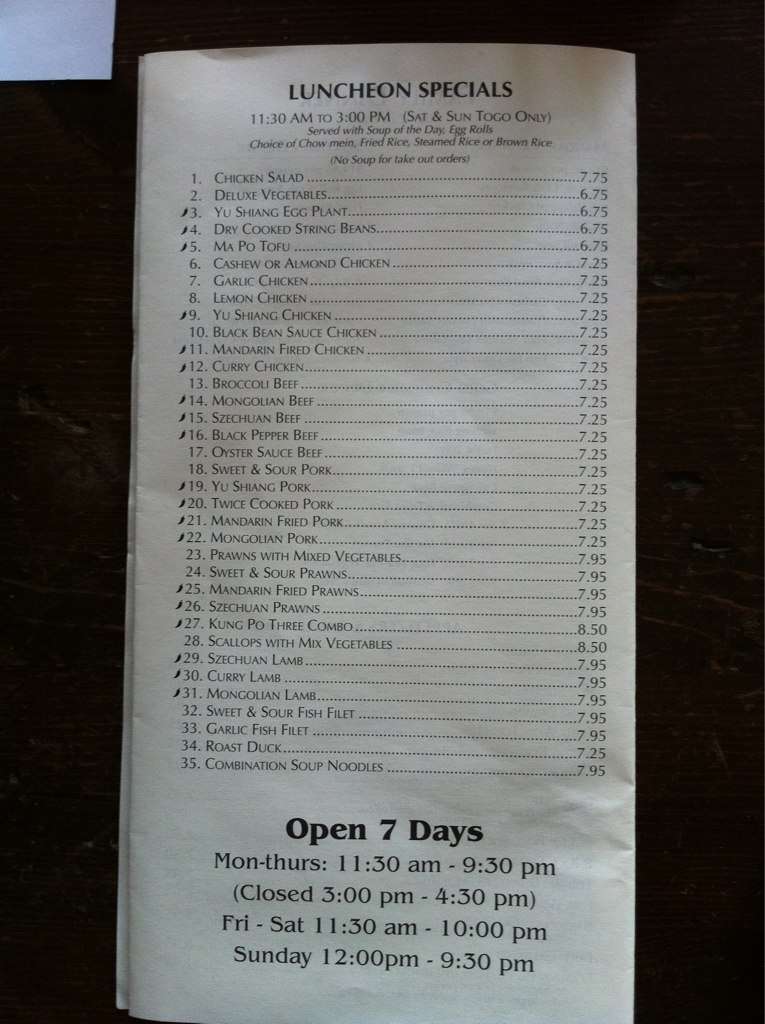 LUNCHEON SPECIALS
11:30 AM TO 3:00 PM (SAT & SUN TOGO ONLY)
Served with Soup of the Day, Egg Rolls
Choice of Chow mein, Fried Rice, Steamed Rice or Brown Rice
(No Soup for take out orders)
1. CHICKEN SALAD ........7.75
2. DELUXE VEGETABLES........6.75
3. YU SHIANG EGG PLANT........6.75
4. DRY COOKED STRING BEANS........6.75
5. MA PO TOFU ........6.75
6. CASHEW OR ALMOND CHICKEN ........7.25
7. GARLIC CHICKEN........7.25
8. LEMON CHICKEN ........7.25
9. YU SHIANG CHICKEN ........7.25
10. BLACK BEAN SAUCE CHICKEN ........7.25
11. MANDARIN FIRED CHICKEN ........7.25
12. CURRY CHICKEN........7.25
13. BROCCOLI BEEF ........7.25
14. MONGOLIAN BEEF ........7.25
15. SZECHUAN BEEF ........7.25
16. BLACK PEPPER BEEF ........7.25
17. OYSTER SAUCE BEEF ........7.25
18. SWEET & SOUR PORK........7.25
19. YU SHIANG PORK........7.25
20. TWICE COOKED PORK ........7.25
21. MANDARIN FRIED PORK ........7.25
22. MONGOLIAN PORK........7.25
23. PRAWNS WITH MIXED VEGETABLES........7.95
24. SWEET & SOUR PRAWNS........7.95
25. MANDARIN FRIED PRAWNS........7.95
26. SZECHUAN PRAWNS ........7.95
27. KUNG PO THREE COMBO ........8.50
28. SCALLOPS WITH MIX VEGETABLES ........8.50
29. SZECHUAN LAMB ........7.95
30. CURRY LAMB ........7.95
31. MONGOLIAN LAMB........7.95
32. SWEET & SOUR FISH FILET ........7.95
33. GARLIC FISH FILET ........7.95
34. ROAST DUCK........7.25
35. COMBINATION SOUP NOODLES ........7.95
Open 7 Days
Mon-thurs: 11:30 am - 9:30 pm
(Closed 3:00 pm - 4:30 pm)
Fri - Sat 11:30 am - 10:00 pm
Sunday 12:00pm - 9:30 pm